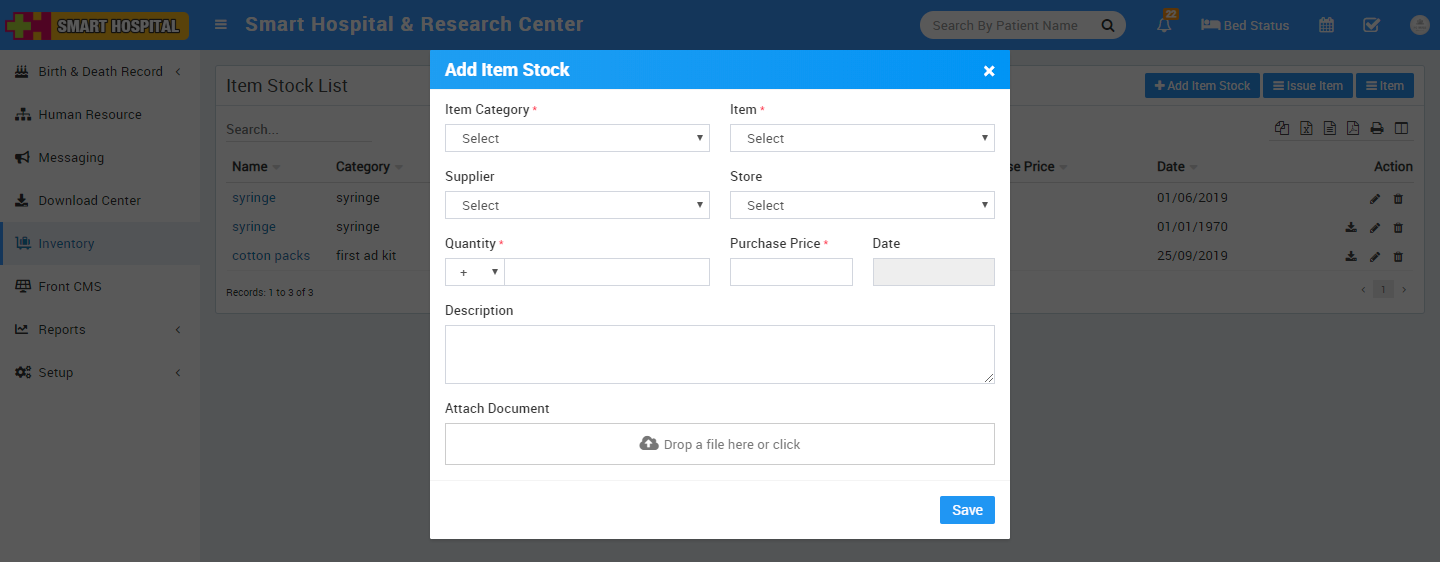 SMART HOSPITAL
Smart Hospital & Research Center
Search By Patient Name
22
Bed Status
Birth & Death Record
Human Resource
Messaging
Download Center
Inventory
Front CMS
Reports
Setup
Item Stock List
+ Add Item Stock
Issue Item
Item
Search...
Name Category se Price Date Action
syringe syringe 01/06/2019
syringe syringe 01/01/1970
cotton packs first ad kit 25/09/2019
Records: 1 to 3 of 3
1
Add Item Stock
×
Item Category * Item *
Select Select
Supplier Store
Select Select
Quantity * Purchase Price * Date
+
Description
Attach Document
Drop a file here or click
Save